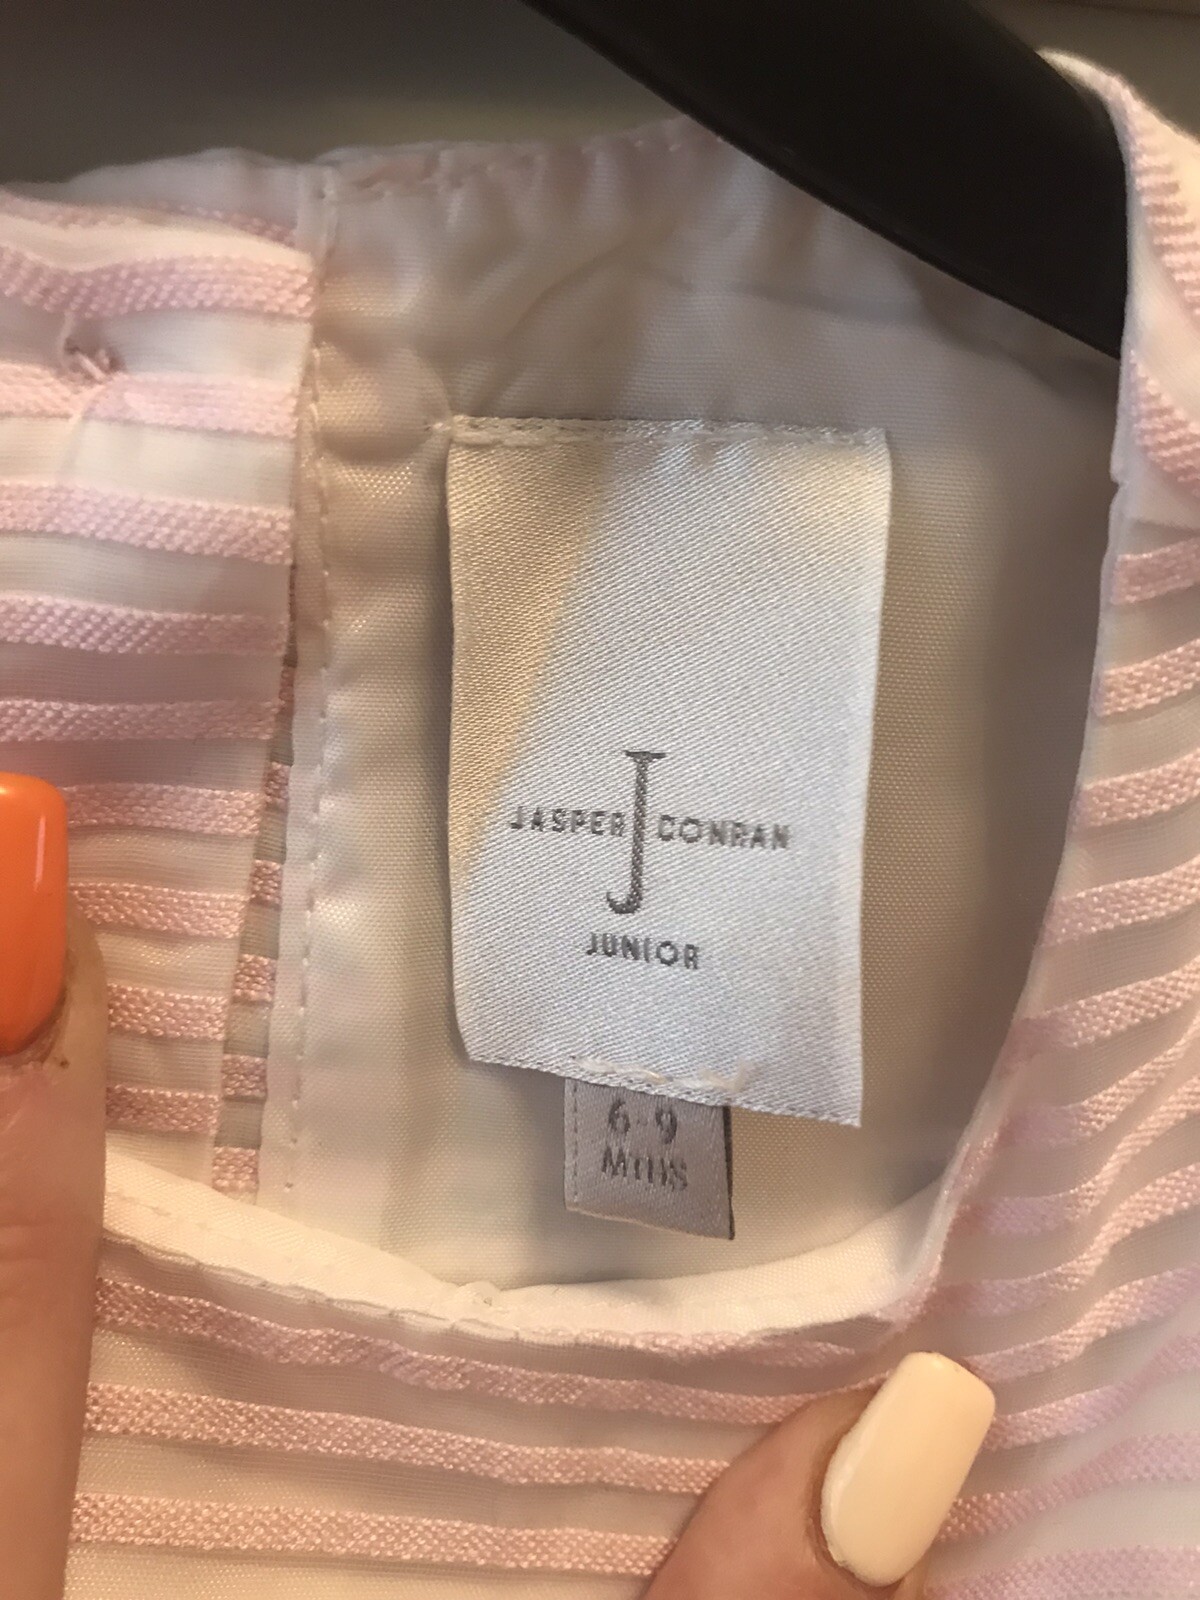 JASPER J CONRAN
JUNIOR
6-9
Mths